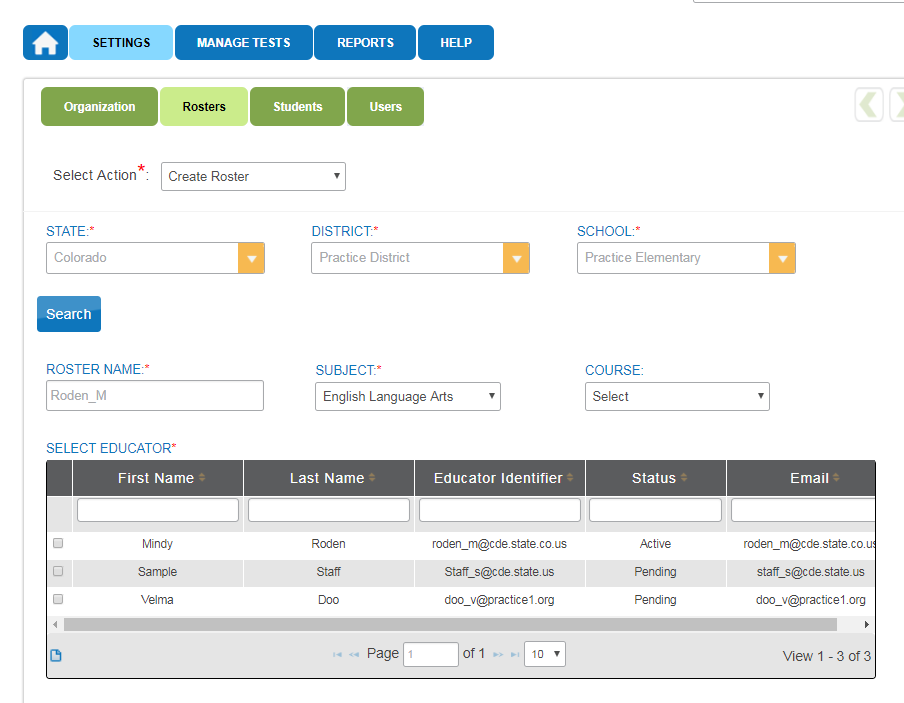 SETTINGS MANAGE TESTS REPORTS HELP
Organization Rosters Students Users
Select Action*: Create Roster
STATE:* DISTRICT:* SCHOOL:*
Colorado Practice District Practice Elementary
Search
ROSTER NAME:* SUBJECT:* COURSE:
Roden_M English Language Arts Select
SELECT EDUCATOR*
First Name Last Name Educator Identifier Status Email
Mindy Roden roden_m@cde.state.co.us Active roden_m@cde.state.co.us
Sample Staff Staff_s@cde.state.us Pending staff_s@cde.state.us
Velma Doo doo_v@practice1.org Pending doo_v@practice1.org
Page 1 of 1 10 View 1 - 3 of 3